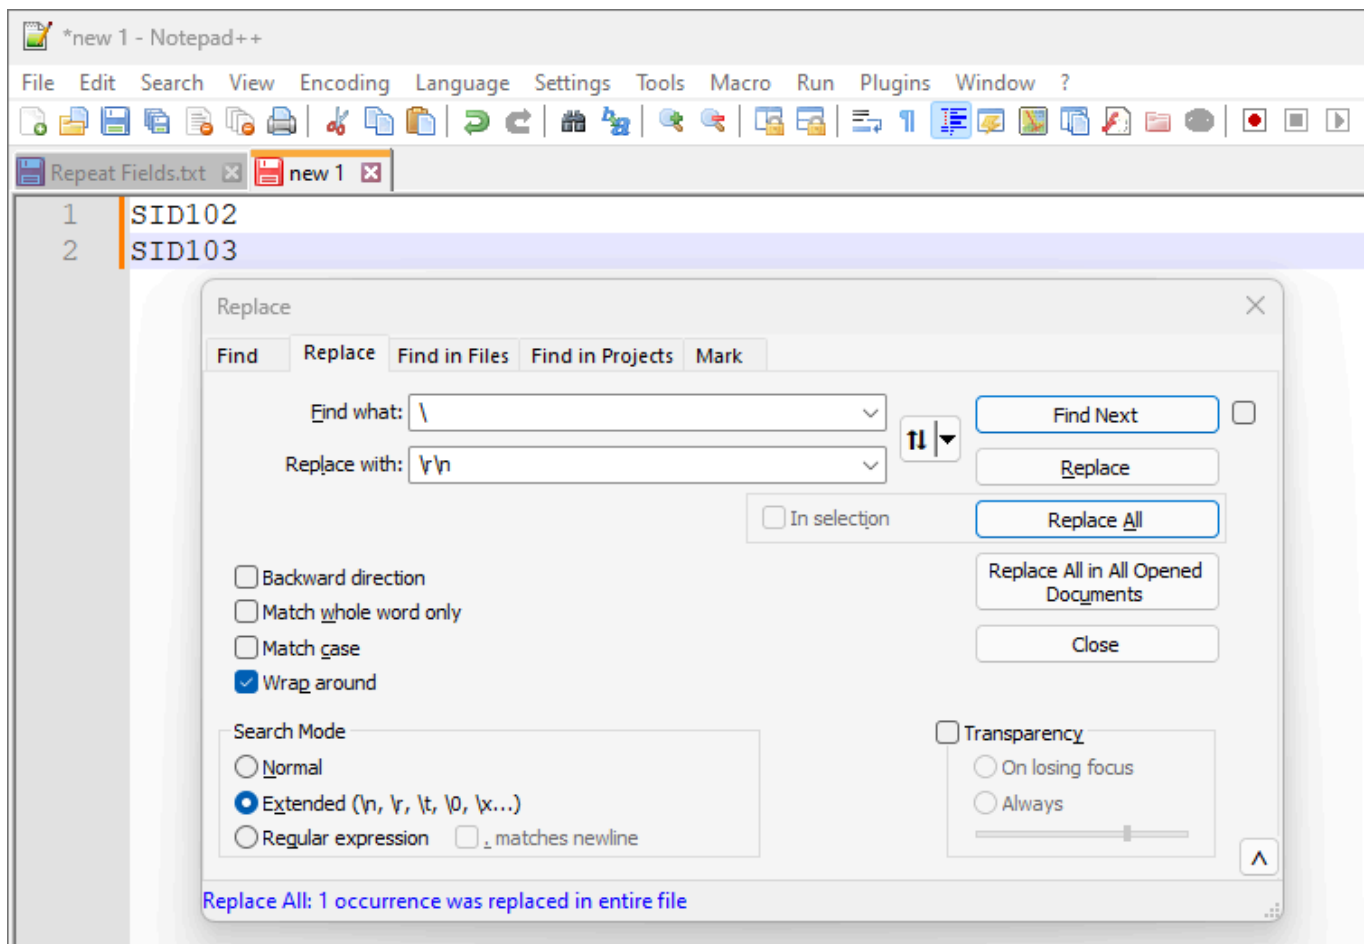 *new 1 - Notepad++
File Edit Search View Encoding Language Settings Tools Macro Run Plugins Window ?
Repeat Fields.txt new 1
1 SID102
2 SID103
Replace
Find Replace Find in Files Find in Projects Mark
Find what: \ Find Next
Replace with: \r\n Replace
In selection Replace All
Replace All in All Opened
Documents
Backward direction
Match whole word only
Match case
Close
Wrap around
Search Mode
Transparency
Normal On losing focus
Extended (\n, \r, \t, \0, \x...) Always
Regular expression . matches newline
Replace All: 1 occurrence was replaced in entire file